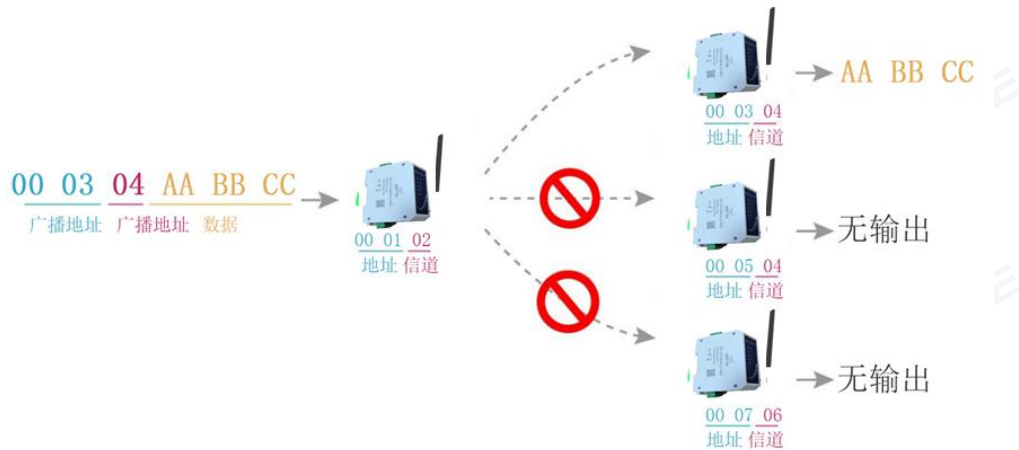 00 03 04 AA BB CC
广播地址 广播地址 数据
00 01 02
地址 信道
00 03 04
地址 信道
AA BB CC
00 05 04
地址 信道
无输出
00 07 06
地址 信道
无输出